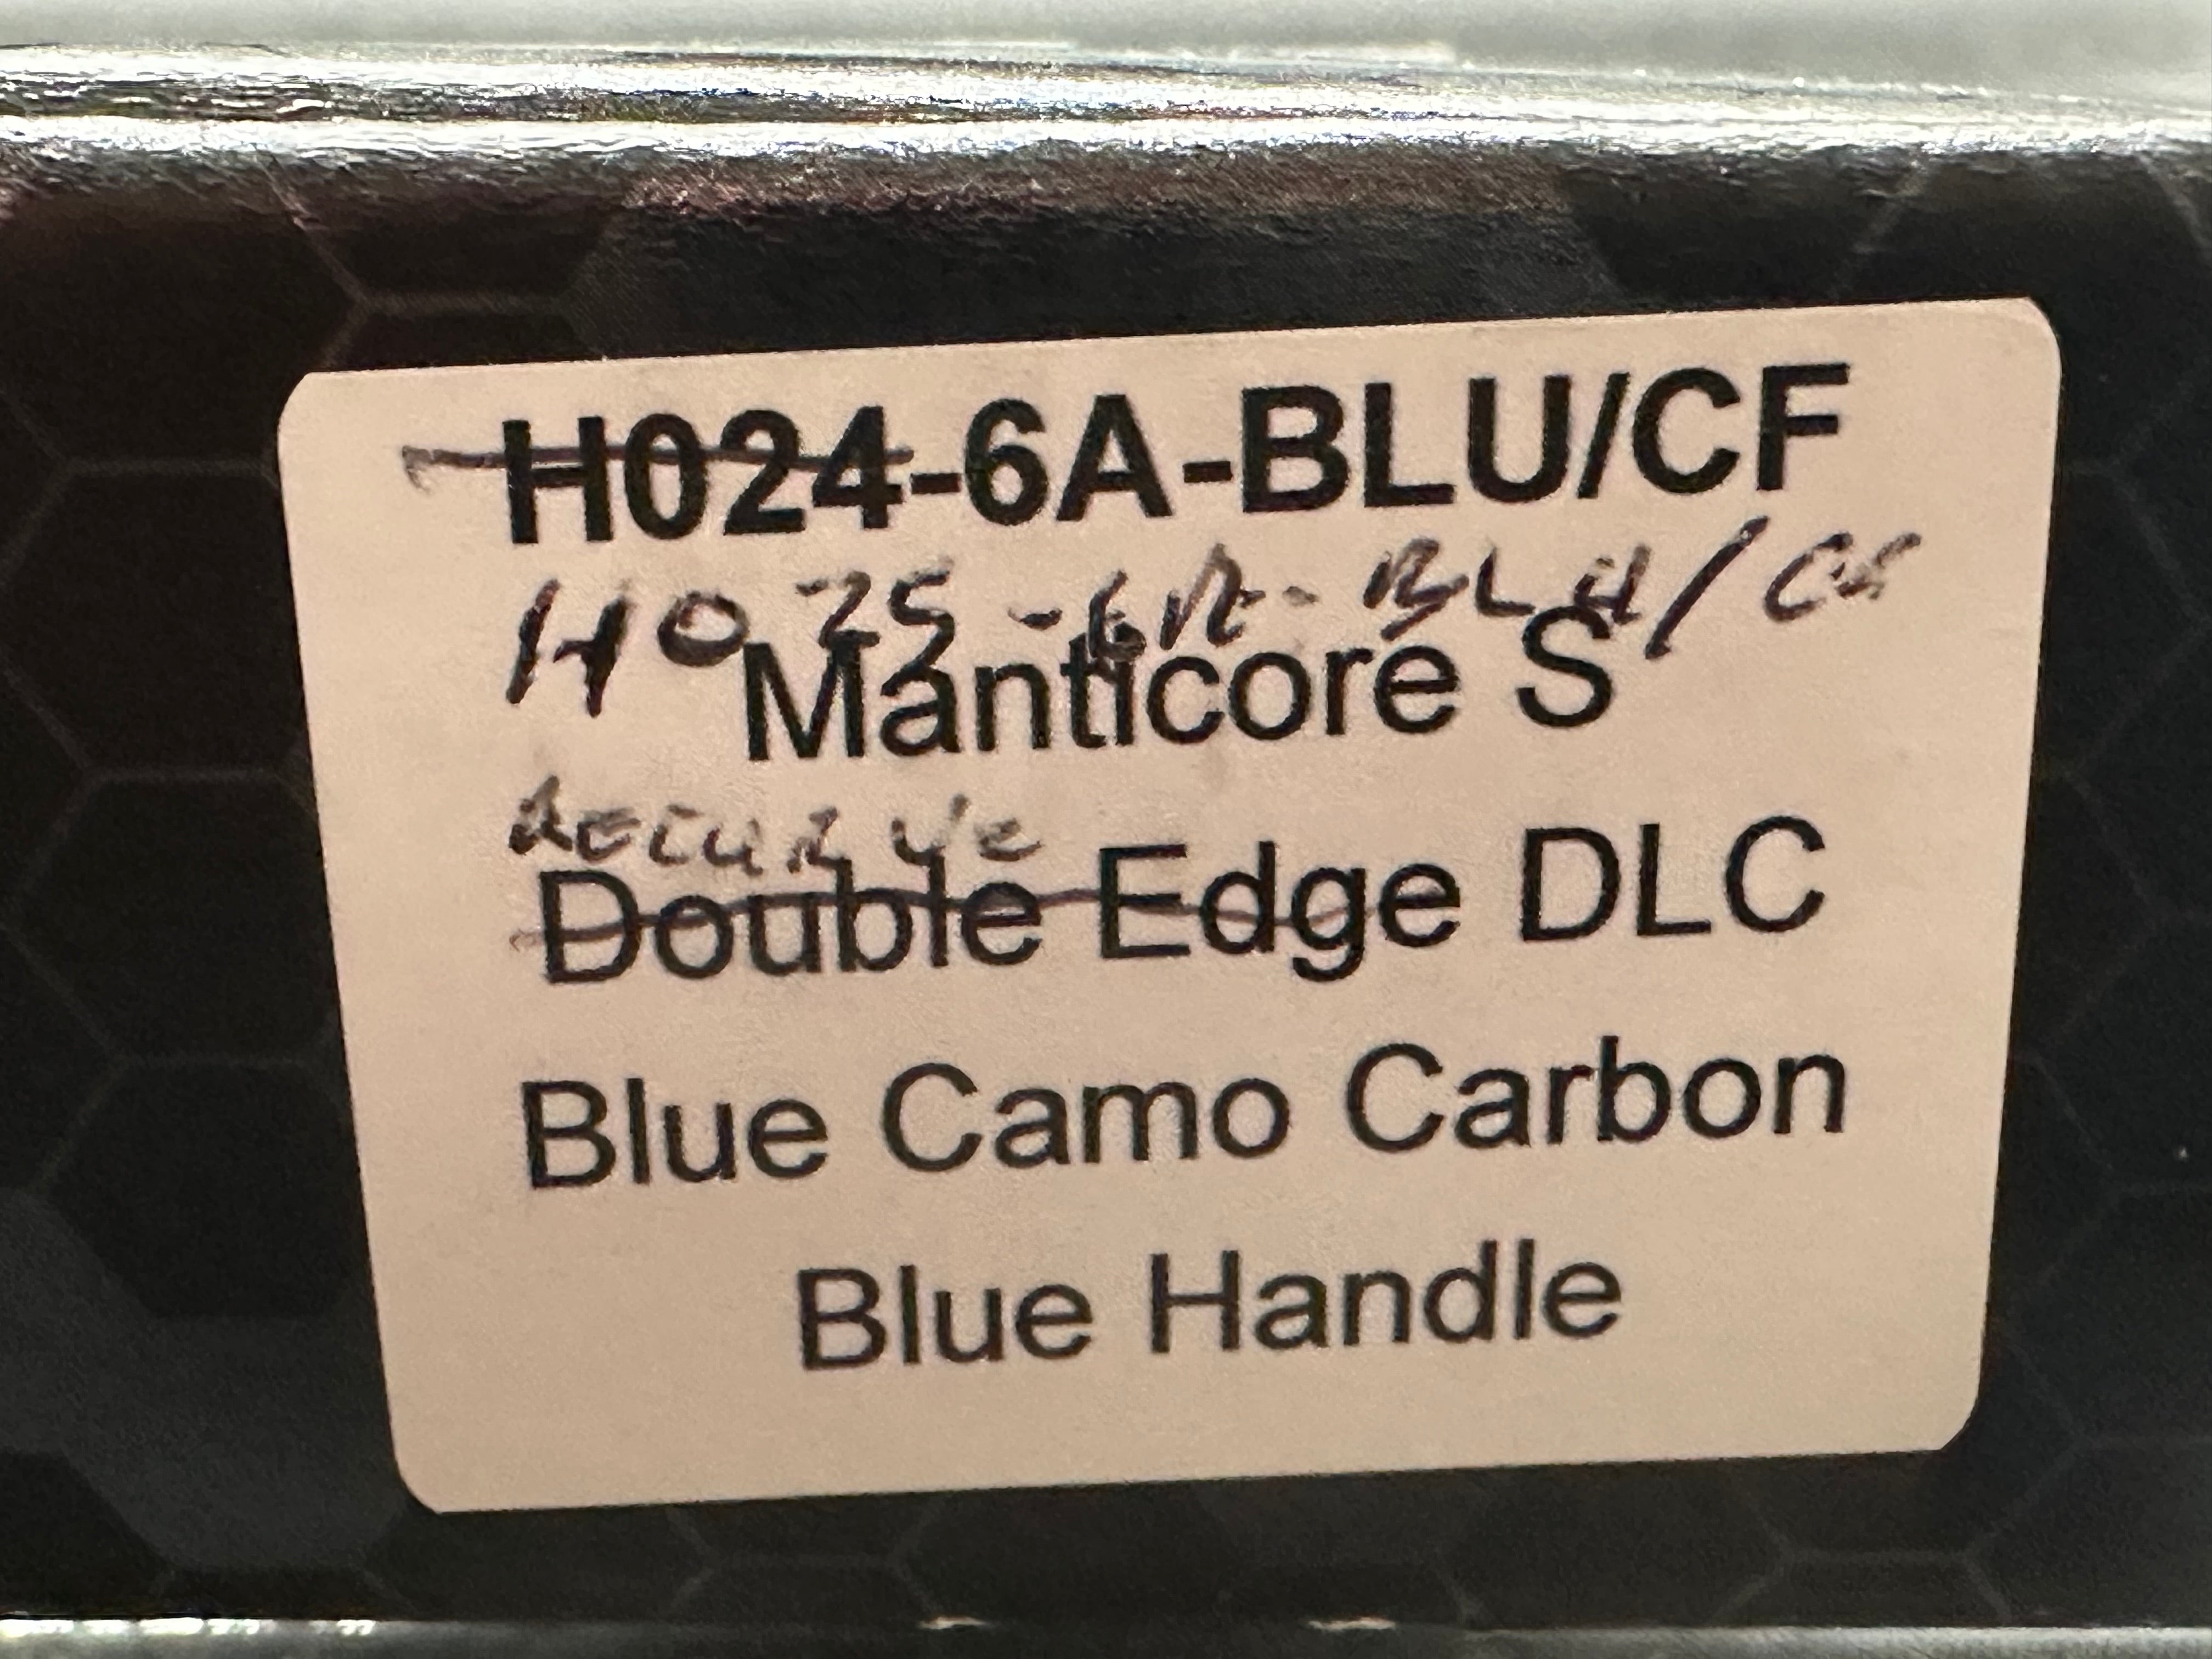 H024-6A-BLU/CF
H025-6A-BLU/CF
Manticore S
RECURVE
Double Edge DLC
Blue Camo Carbon
Blue Handle